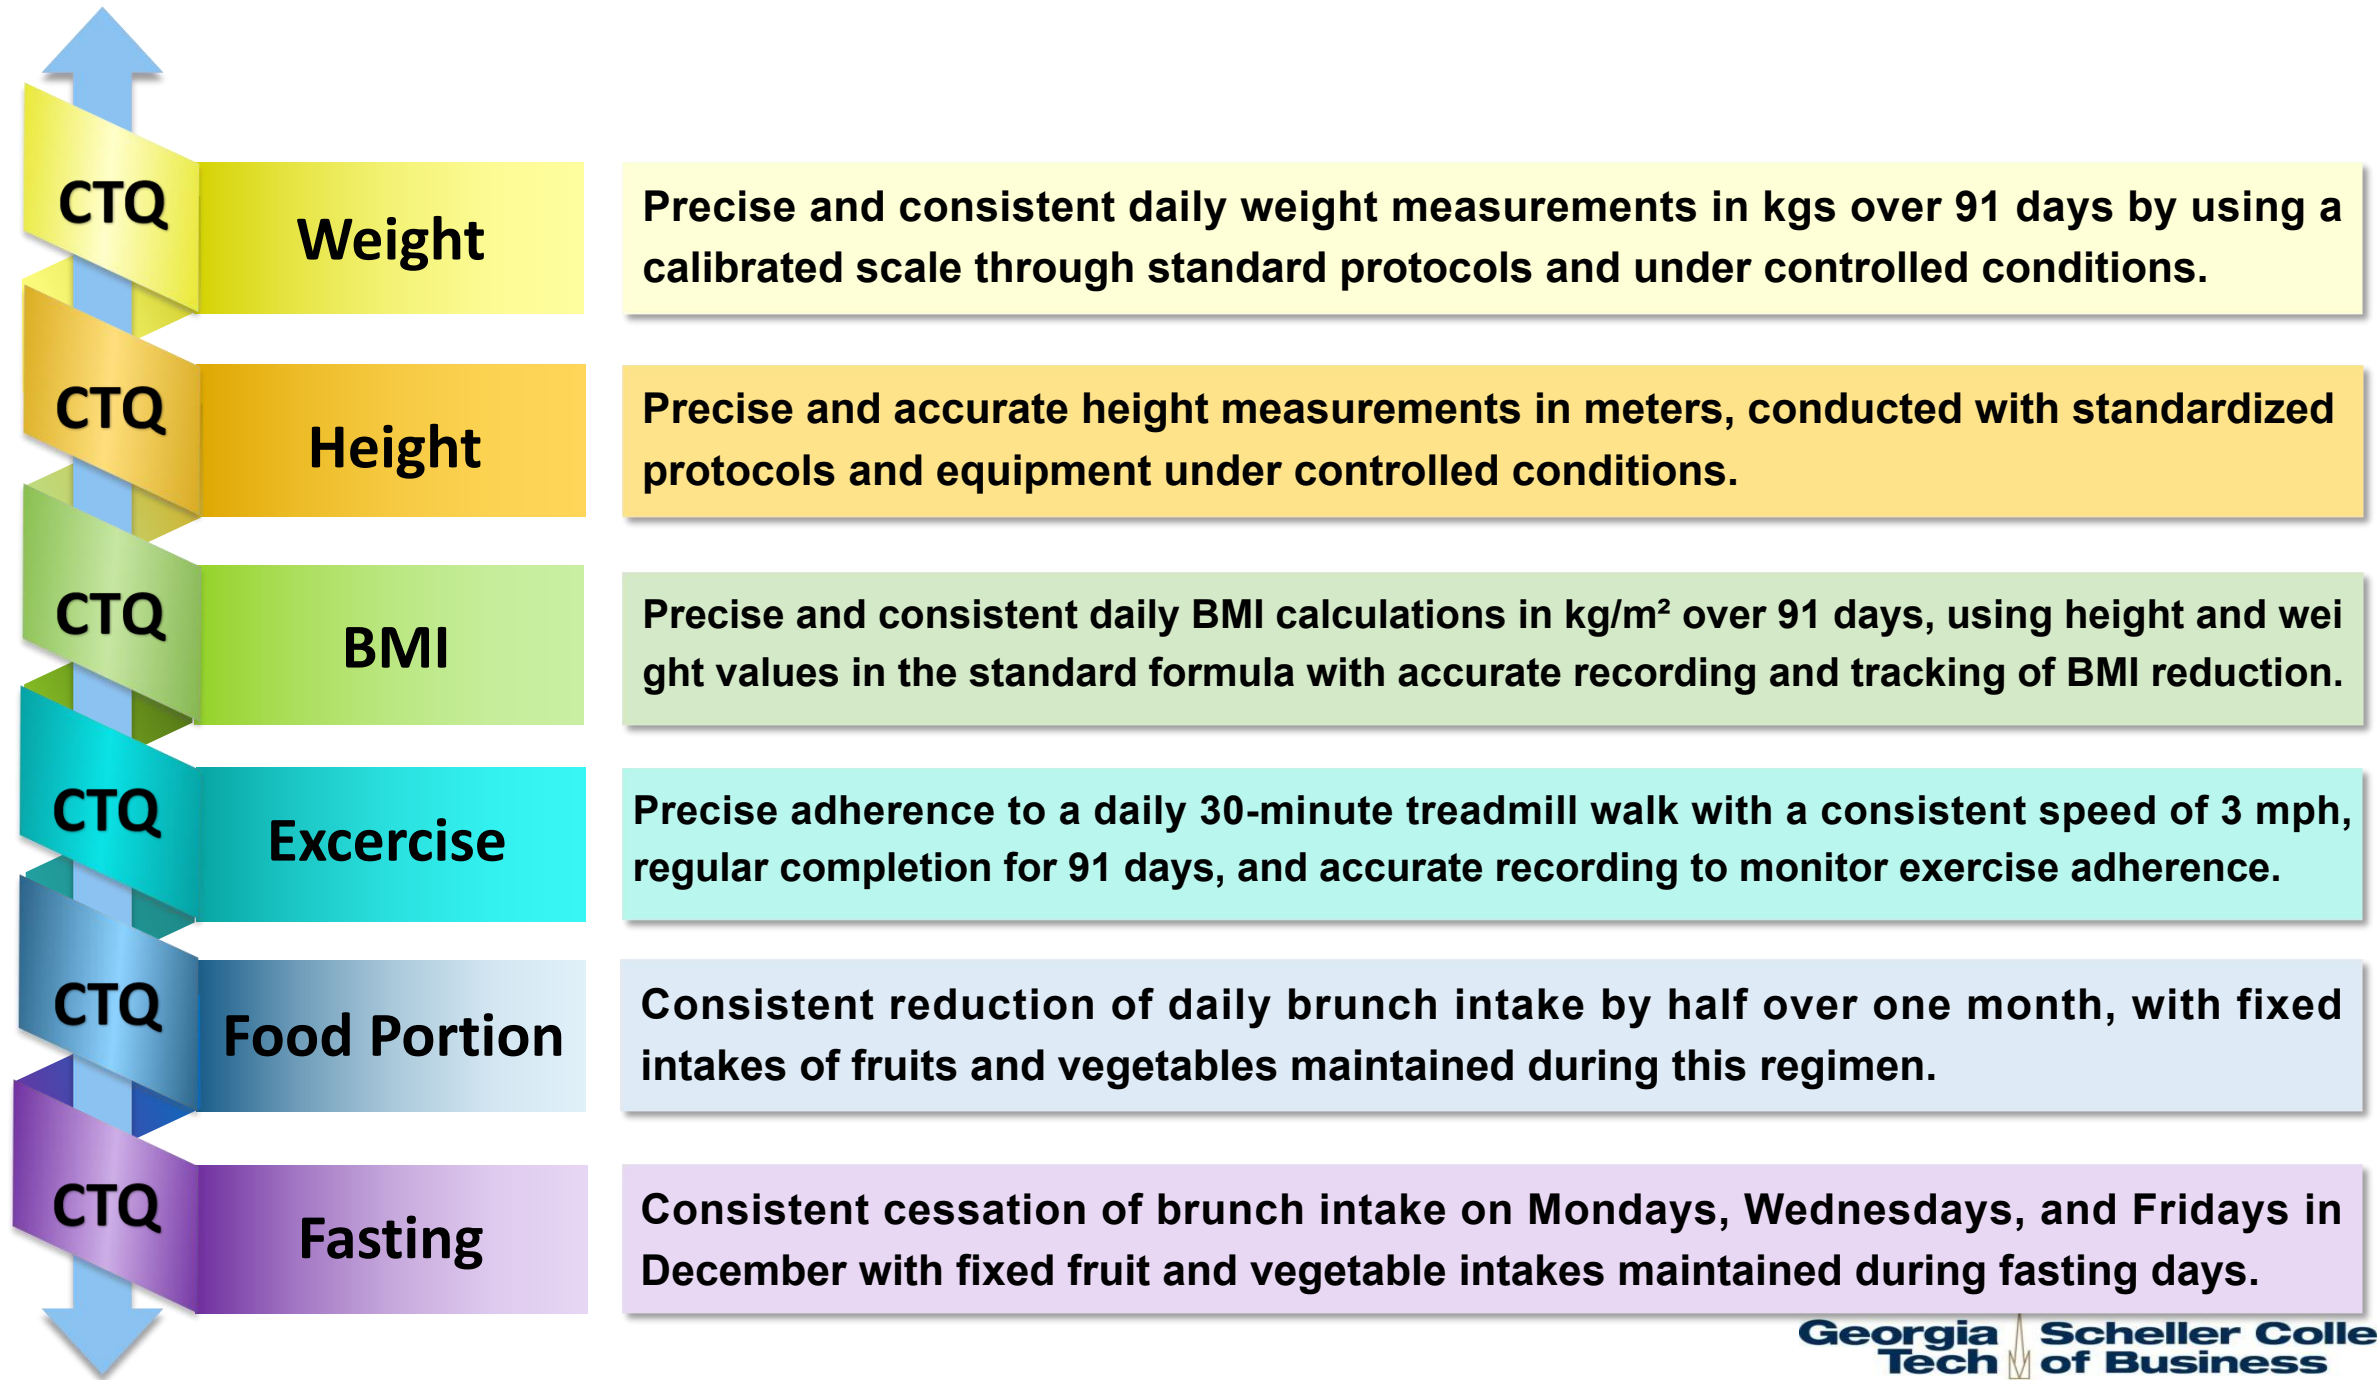 CTQ
Weight
Precise and consistent daily weight measurements in kgs over 91 days by using a
calibrated scale through standard protocols and under controlled conditions.
CTQ
Height
Precise and accurate height measurements in meters, conducted with standardized
protocols and equipment under controlled conditions.
CTQ
BMI
Precise and consistent daily BMI calculations in kg/m² over 91 days, using height and wei
ght values in the standard formula with accurate recording and tracking of BMI reduction.
CTQ
Excercise
Precise adherence to a daily 30-minute treadmill walk with a consistent speed of 3 mph,
regular completion for 91 days, and accurate recording to monitor exercise adherence.
CTQ
Food Portion
Consistent reduction of daily brunch intake by half over one month, with fixed
intakes of fruits and vegetables maintained during this regimen.
CTQ
Fasting
Consistent cessation of brunch intake on Mondays, Wednesdays, and Fridays in
December with fixed fruit and vegetable intakes maintained during fasting days.
Georgia Scheller Colle
Tech of Business